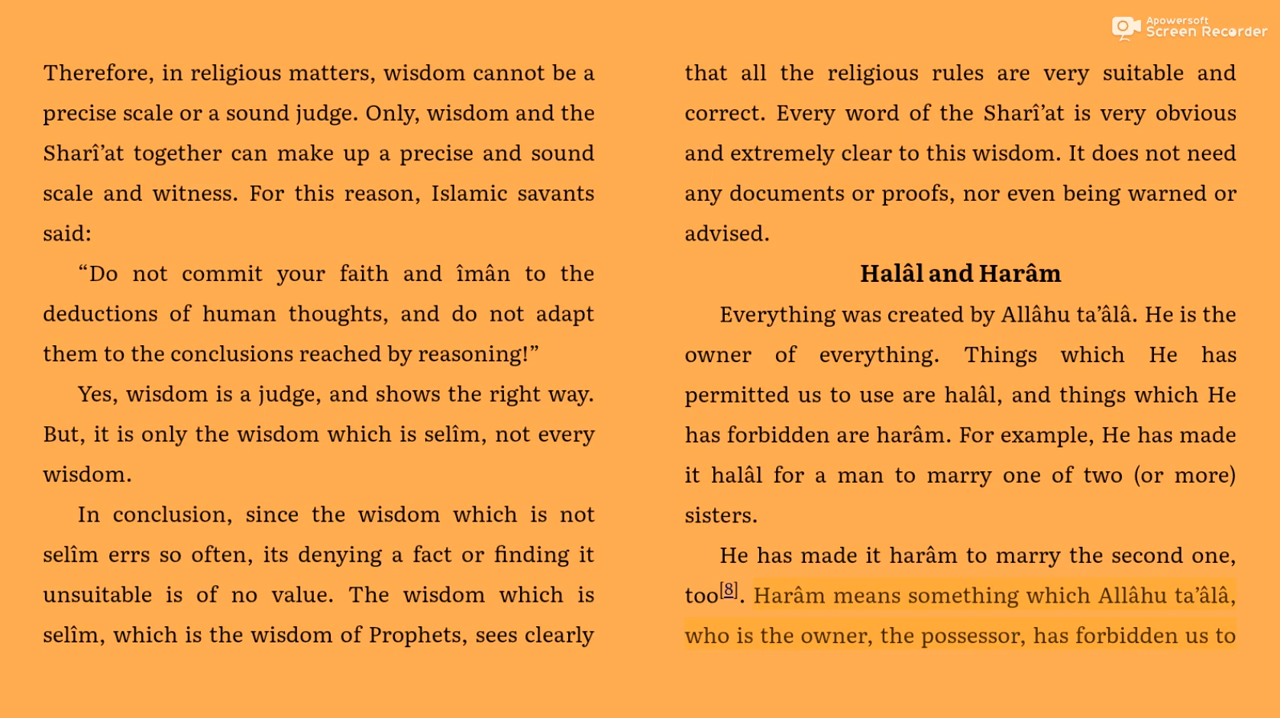 Apowersoft
Screen Recorder
Therefore, in religious matters, wisdom cannot be a
precise scale or a sound judge. Only, wisdom and the
Sharî’at together can make up a precise and sound
scale and witness. For this reason, Islamic savants
said:
“Do not commit your faith and îmân to the
deductions of human thoughts, and do not adapt
them to the conclusions reached by reasoning!”
Yes, wisdom is a judge, and shows the right way.
But, it is only the wisdom which is selîm, not every
wisdom.
In conclusion, since the wisdom which is not
selîm errs so often, its denying a fact or finding it
unsuitable is of no value. The wisdom which is
selîm, which is the wisdom of Prophets, sees clearly
that all the religious rules are very suitable and
correct. Every word of the Sharî’at is very obvious
and extremely clear to this wisdom. It does not need
any documents or proofs, nor even being warned or
advised.
Halâl and Harâm
Everything was created by Allâhu ta’âlâ. He is the
owner of everything. Things which He has
permitted us to use are halâl, and things which He
has forbidden are harâm. For example, He has made
it halâl for a man to marry one of two (or more)
sisters.
He has made it harâm to marry the second one,
too[8]. Harâm means something which Allâhu ta’âlâ,
who is the owner, the possessor, has forbidden us to